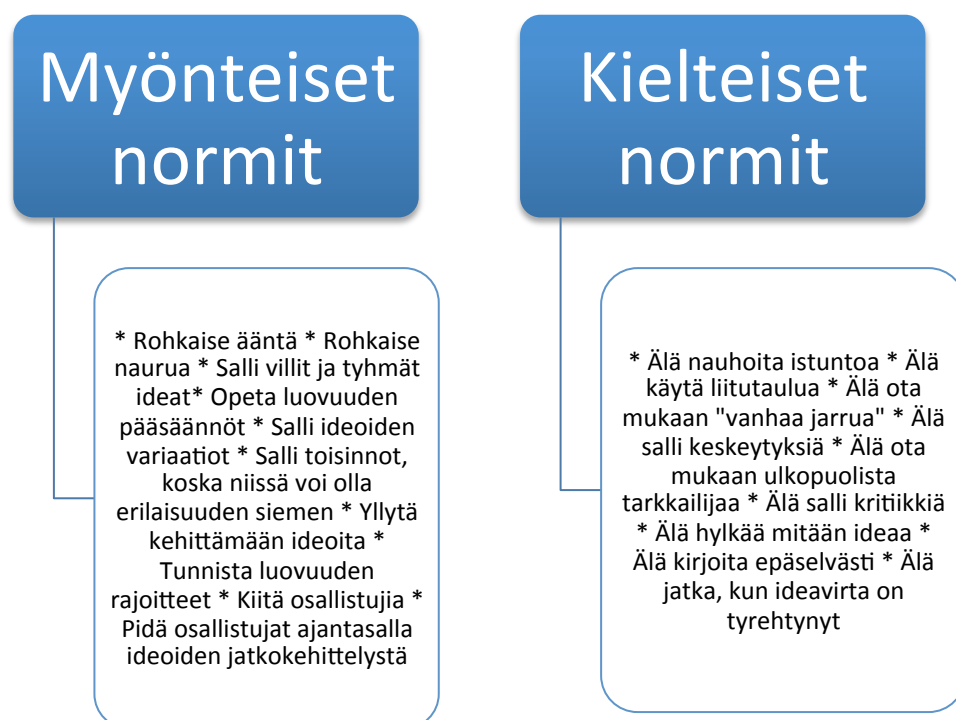 Myönteiset
normit
* Rohkaise ääntä * Rohkaise
naurua * Salli villit ja tyhmät
ideat* Opeta luovuuden
pääsäännöt * Salli ideoiden
variaatiot * Salli toisinnot,
koska niissä voi olla
erilaisuuden siemen * Yllytä
kehittämään ideoita *
Tunnista luovuuden
rajoitteet * Kiitä osallistujia *
Pidä osallistujat ajantasalla
ideoiden jatkokehittelystä
Kielteiset
normit
* Älä nauhoita istuntoa * Älä
käytä liitutaulua * Älä ota
mukaan "vanhaa jarrua" * Älä
salli keskeytyksiä * Älä ota
mukaan ulkopuolista
tarkkailijaa * Älä salli kritiikkiä
* Älä hylkää mitään ideaa *
Älä kirjoita epäselvästi * Älä
jatka, kun ideavirta on
tyrehtynyt